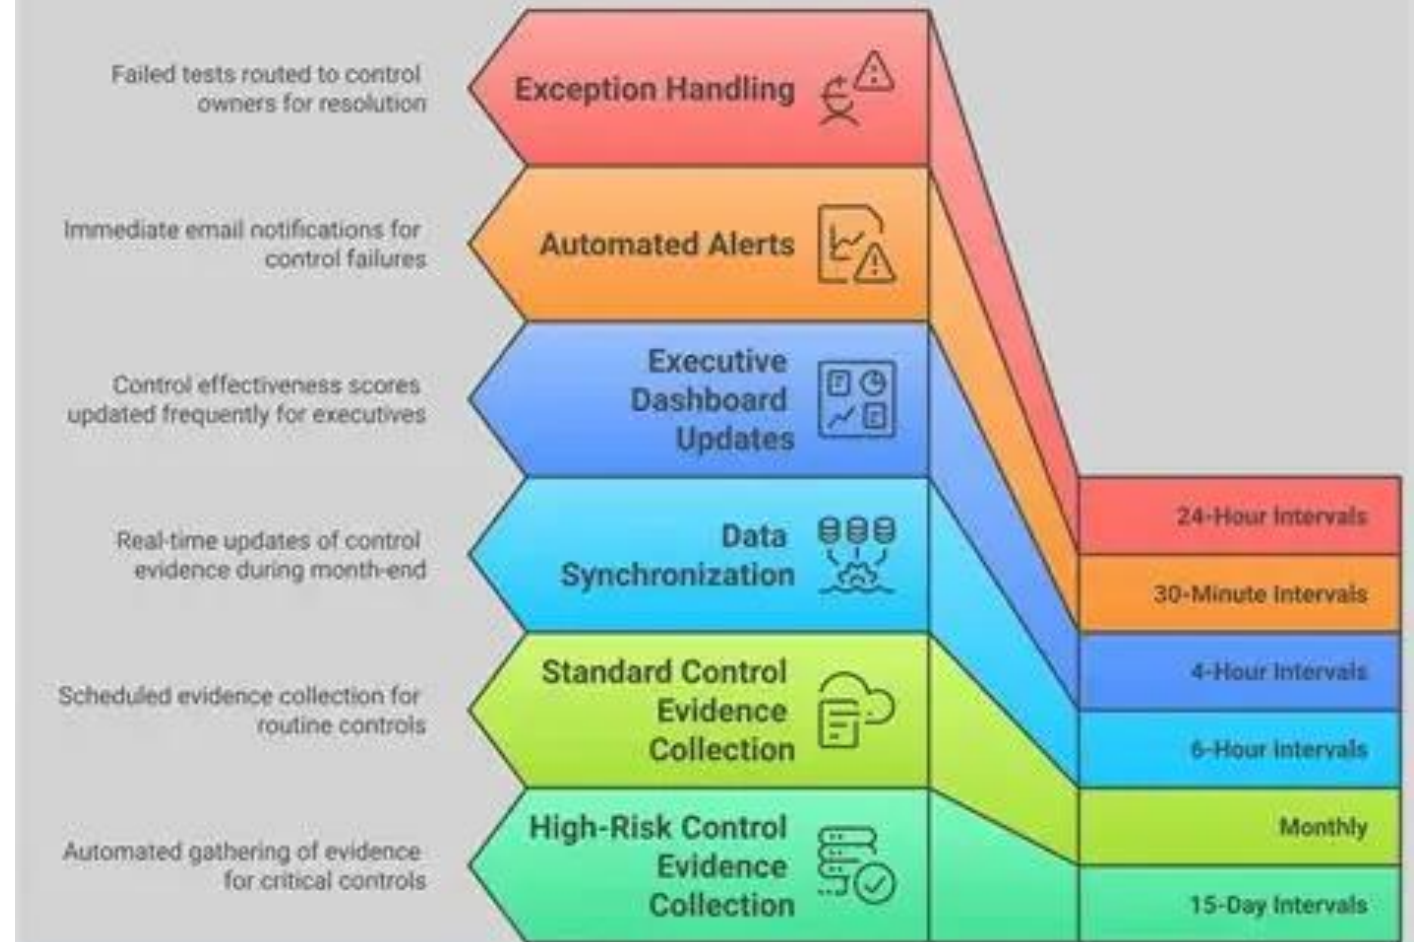 Failed tests routed to control
owners for resolution
Exception Handling
Immediate email notifications for
control failures
Automated Alerts
Control effectiveness scores
updated frequently for executives
Executive
Dashboard
Updates
Real-time updates of control
evidence during month-end
Data
Synchronization
Scheduled evidence collection for
routine controls
Standard Control
Evidence
Collection
Automated gathering of evidence
for critical controls
High-Risk Control
Evidence
Collection
24-Hour Intervals
30-Minute Intervals
4-Hour Intervals
6-Hour Intervals
Monthly
15-Day Intervals